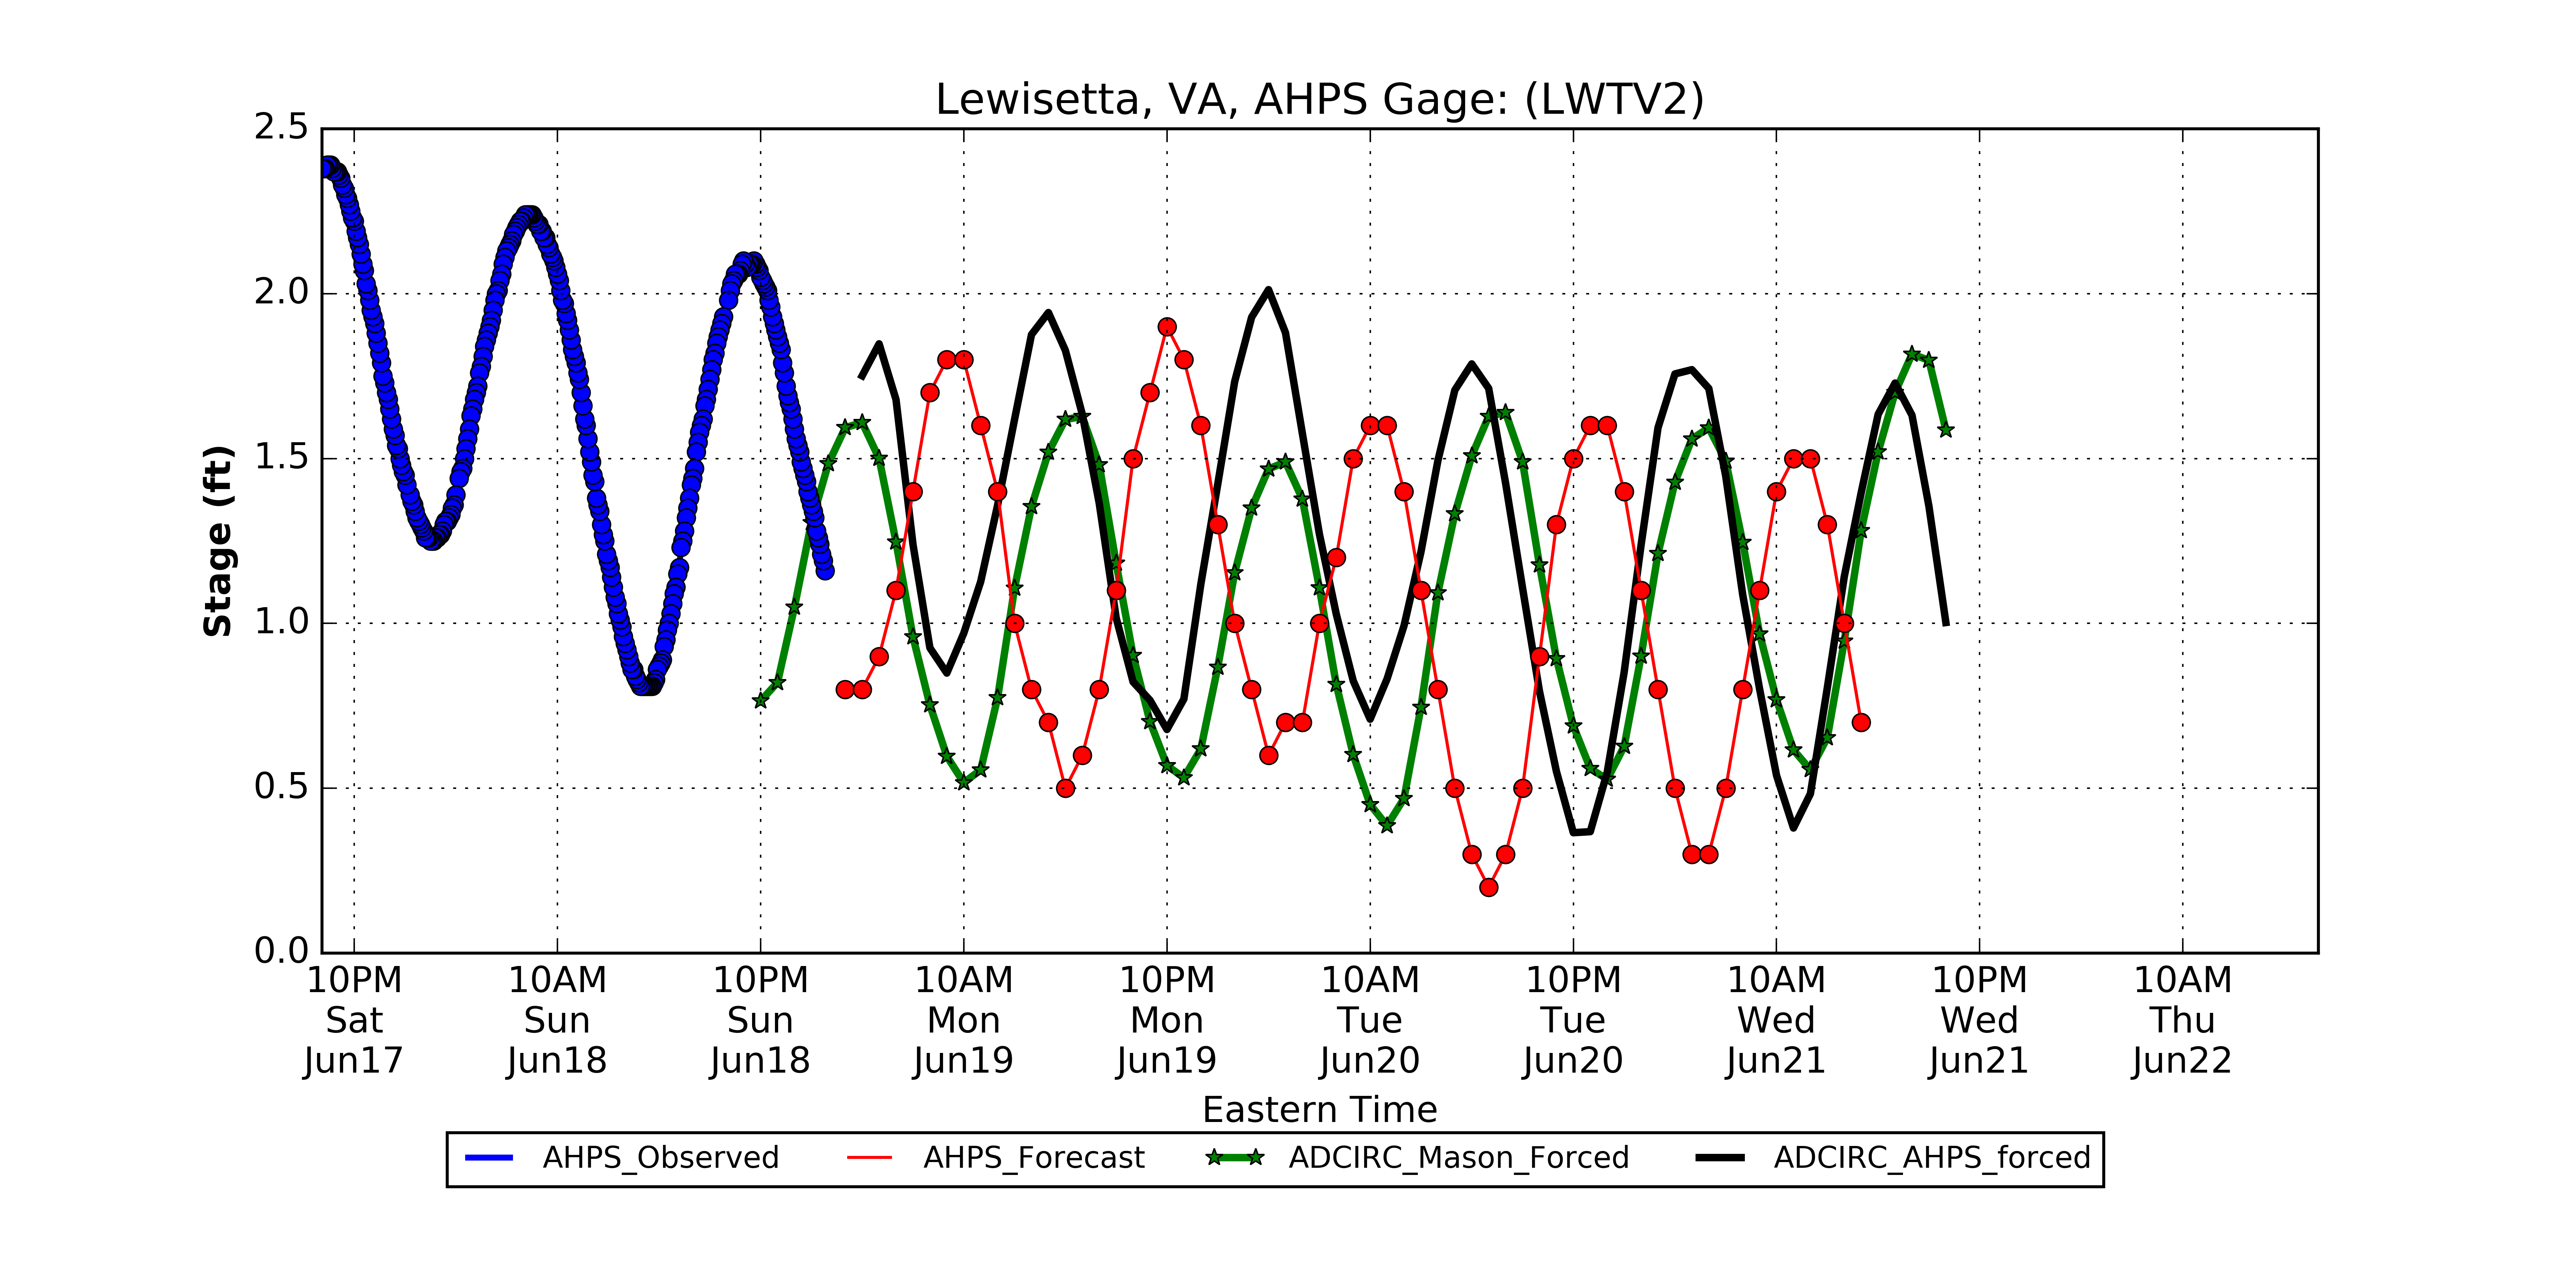 Lewisetta, VA, AHPS Gage: (LWTV2)
2.5
2.0
1.5
1.0
0.5
0.0
Stage (ft)
10PM 10AM 10PM 10AM 10PM 10AM 10PM 10AM 10PM 10AM
Sat Sun Sun Mon Mon Tue Tue Wed Wed Thu
Jun17 Jun18 Jun18 Jun19 Jun19 Jun20 Jun20 Jun21 Jun21 Jun22
Eastern Time
AHPS_Observed AHPS_Forecast ADCIRC_Mason_Forced ADCIRC_AHPS_forced